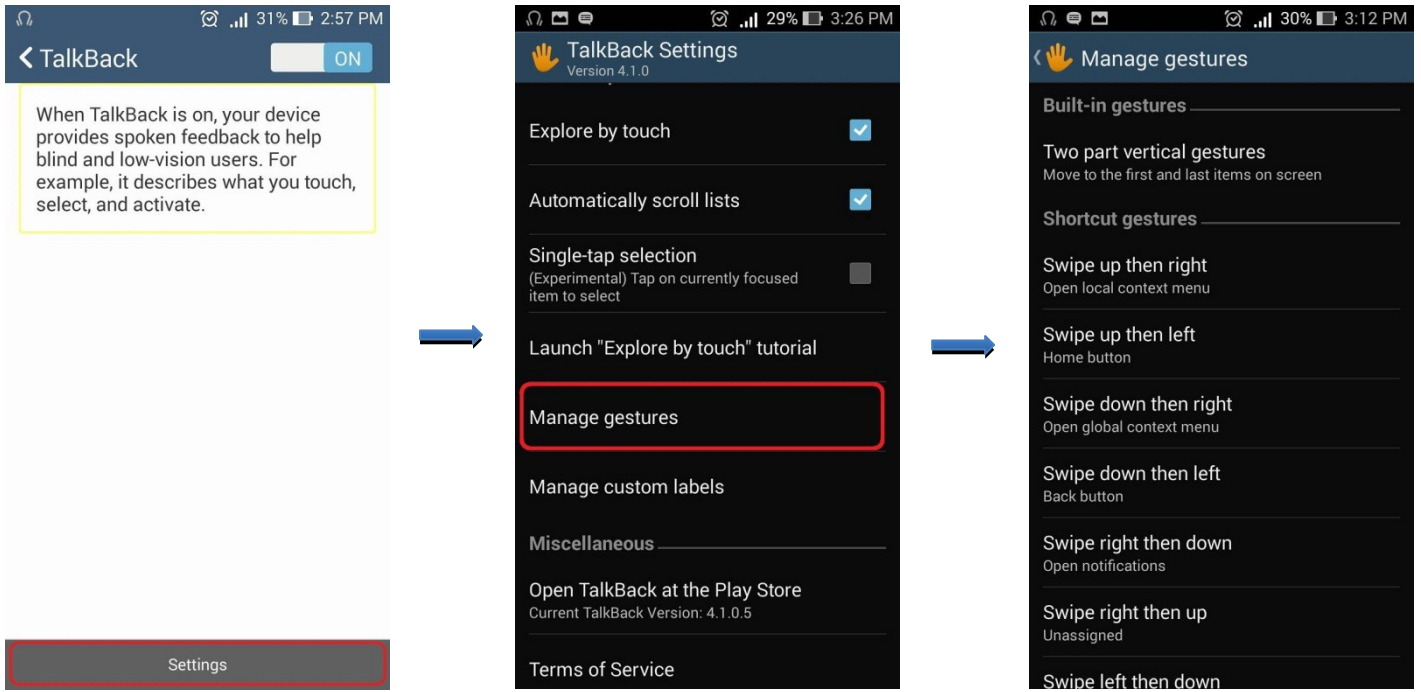 31% 2:57 PM
TalkBack
ON
When TalkBack is on, your device
provides spoken feedback to help
blind and low-vision users. For
example, it describes what you touch,
select, and activate.
Settings
29% 3:26 PM
TalkBack Settings
Version 4.1.0
Explore by touch
Automatically scroll lists
Single-tap selection
(Experimental) Tap on currently focused
item to select
Launch "Explore by touch" tutorial
Manage gestures
Manage custom labels
Miscellaneous
Open TalkBack at the Play Store
Current TalkBack Version: 4.1.0.5
Terms of Service
30% 3:12 PM
Manage gestures
Built-in gestures
Two part vertical gestures
Move to the first and last items on screen
Shortcut gestures
Swipe up then right
Open local context menu
Swipe up then left
Home button
Swipe down then right
Open global context menu
Swipe down then left
Back button
Swipe right then down
Open notifications
Swipe right then up
Unassigned
Swipe left then down